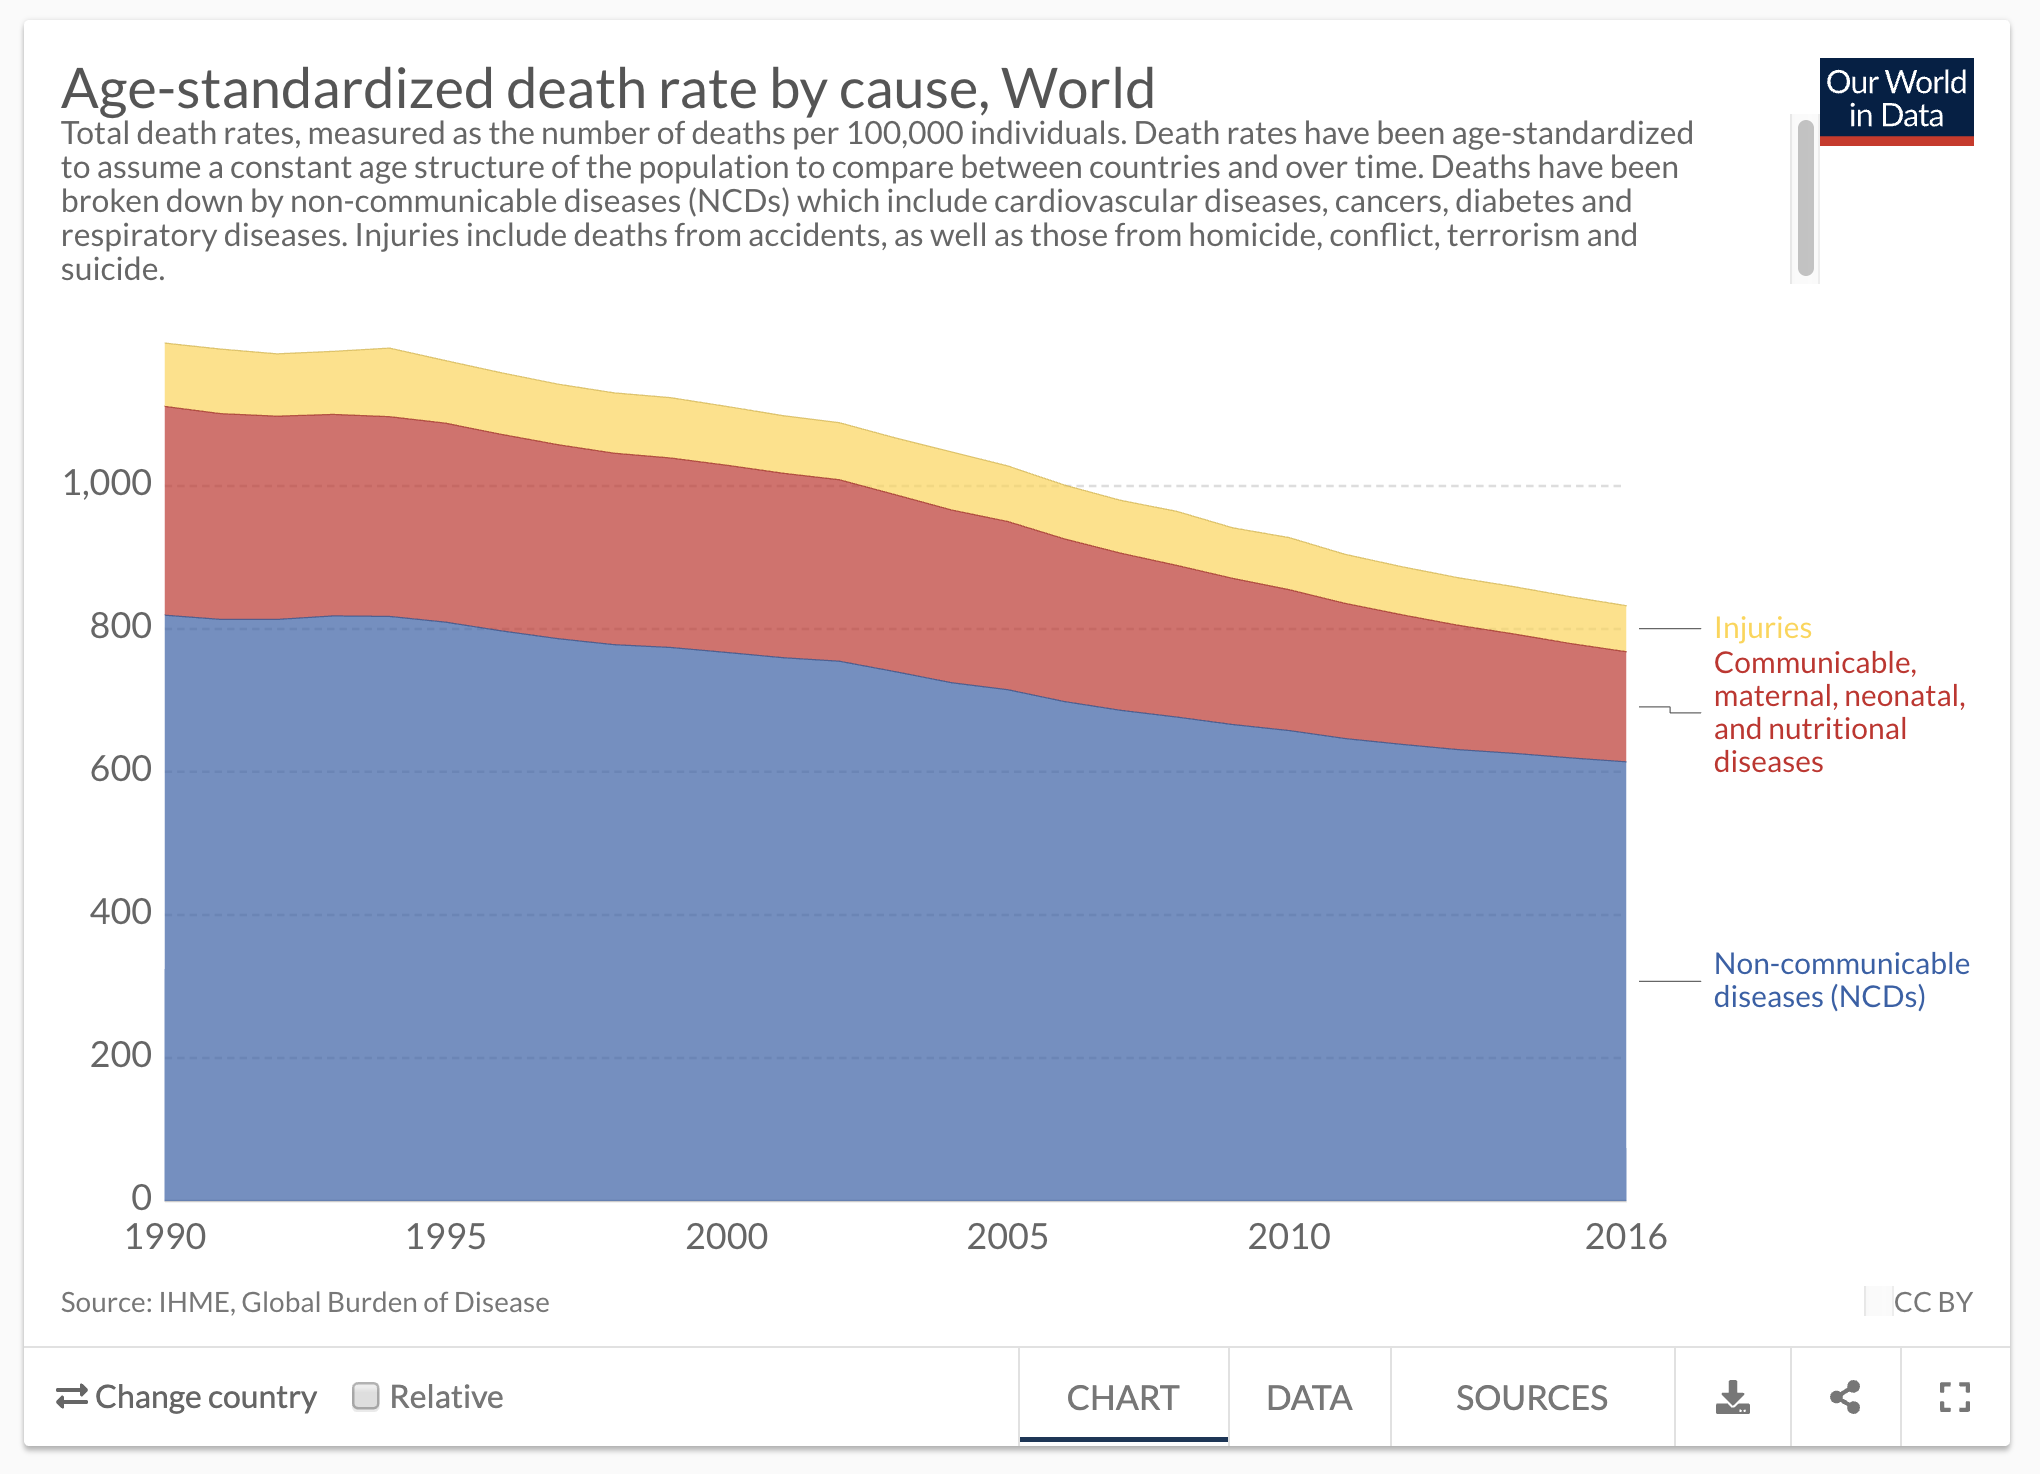 Age-standardized death rate by cause, World
Our World
in Data
Total death rates, measured as the number of deaths per 100,000 individuals. Death rates have been age-standardized
to assume a constant age structure of the population to compare between countries and over time. Deaths have been
broken down by non-communicable diseases (NCDs) which include cardiovascular diseases, cancers, diabetes and
respiratory diseases. Injuries include deaths from accidents, as well as those from homicide, conflict, terrorism and
suicide.
1,000
800
600
400
200
0
Injuries
Communicable,
maternal, neonatal,
and nutritional
diseases
Non-communicable
diseases (NCDs)
1990 1995 2000 2005 2010 2016
Source: IHME, Global Burden of Disease
CC BY
Change country Relative CHART DATA SOURCES